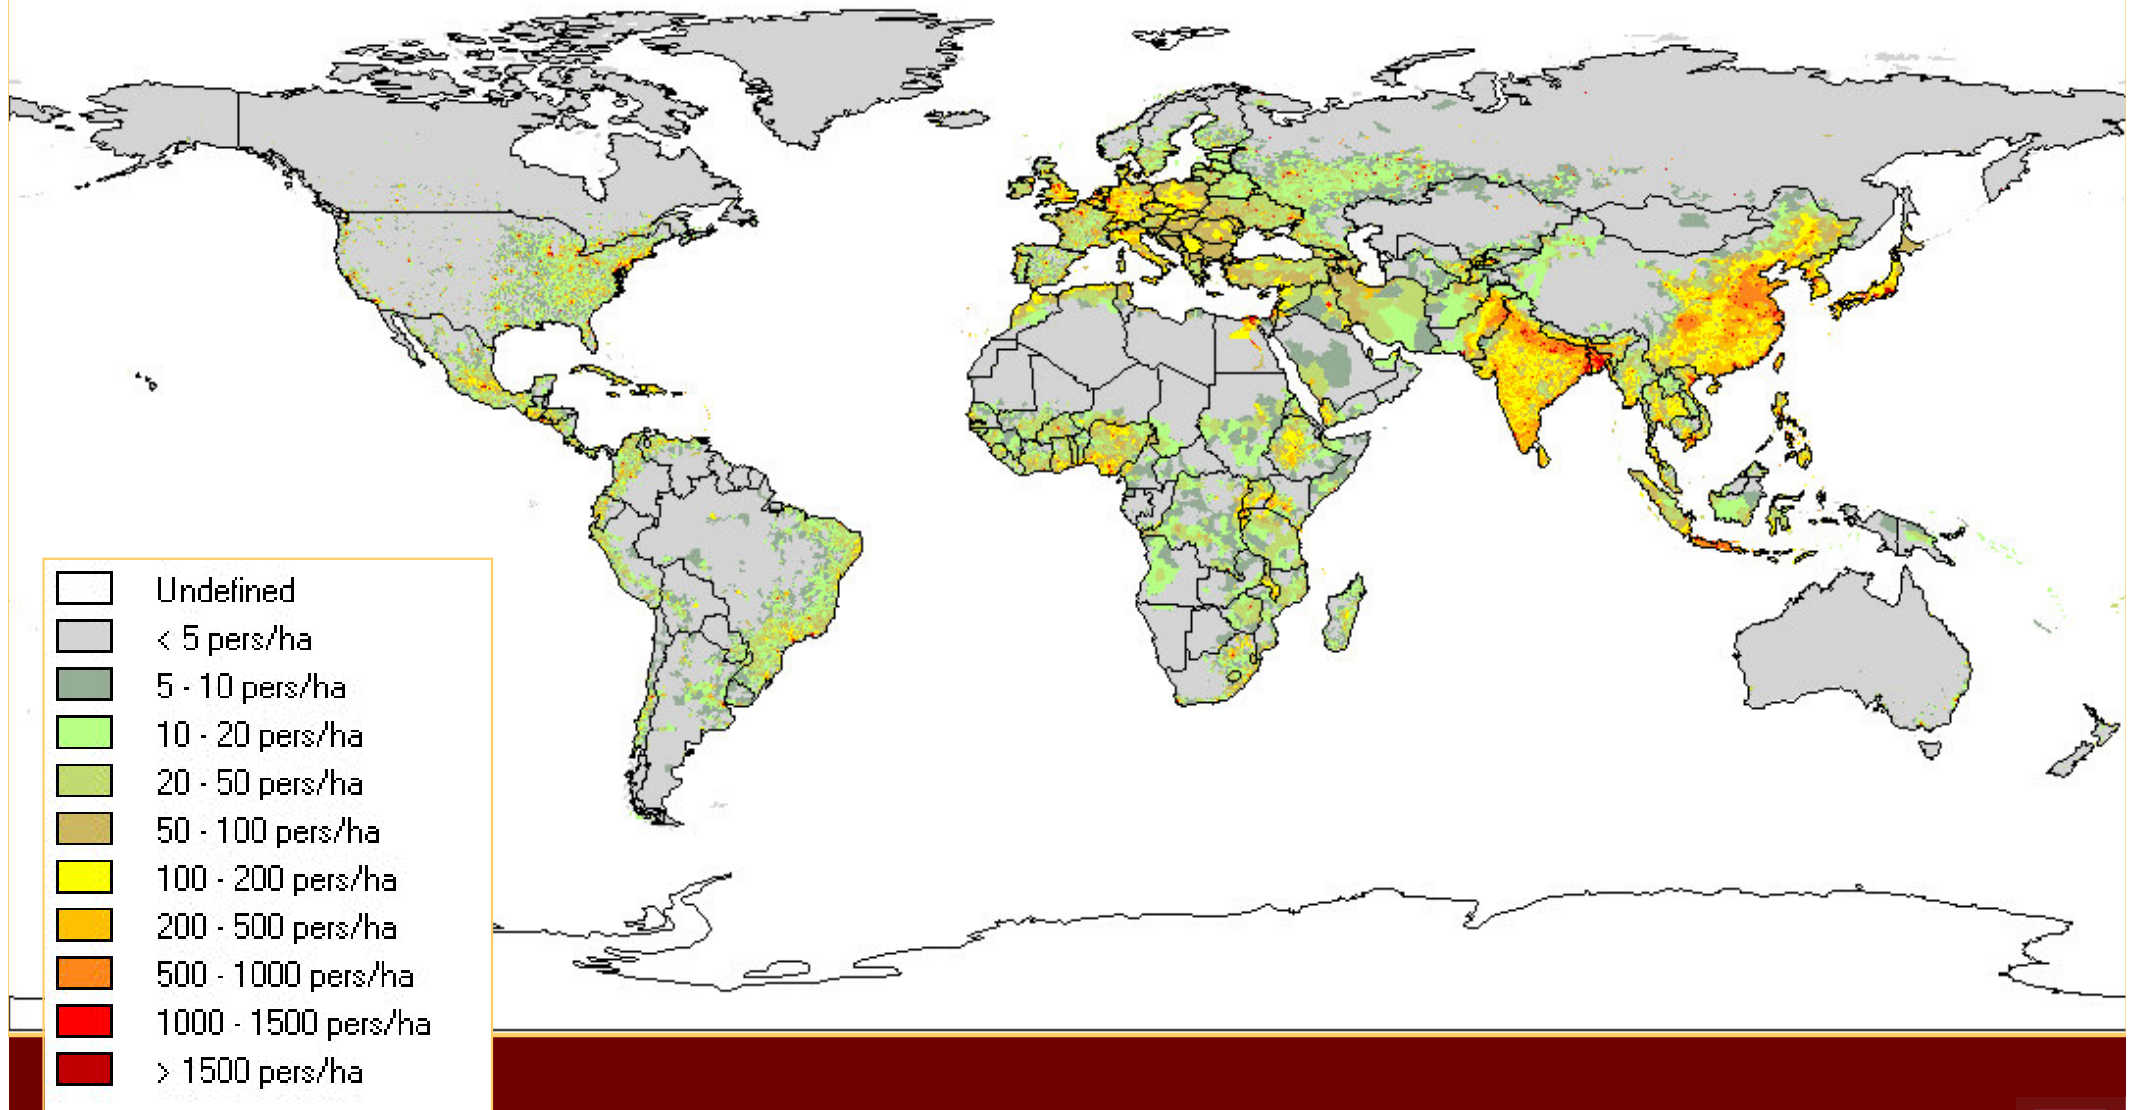 Undefined
< 5 pers/ha
5 - 10 pers/ha
10 - 20 pers/ha
20 - 50 pers/ha
50 - 100 pers/ha
100 - 200 pers/ha
200 - 500 pers/ha
500 - 1000 pers/ha
1000 - 1500 pers/ha
> 1500 pers/ha